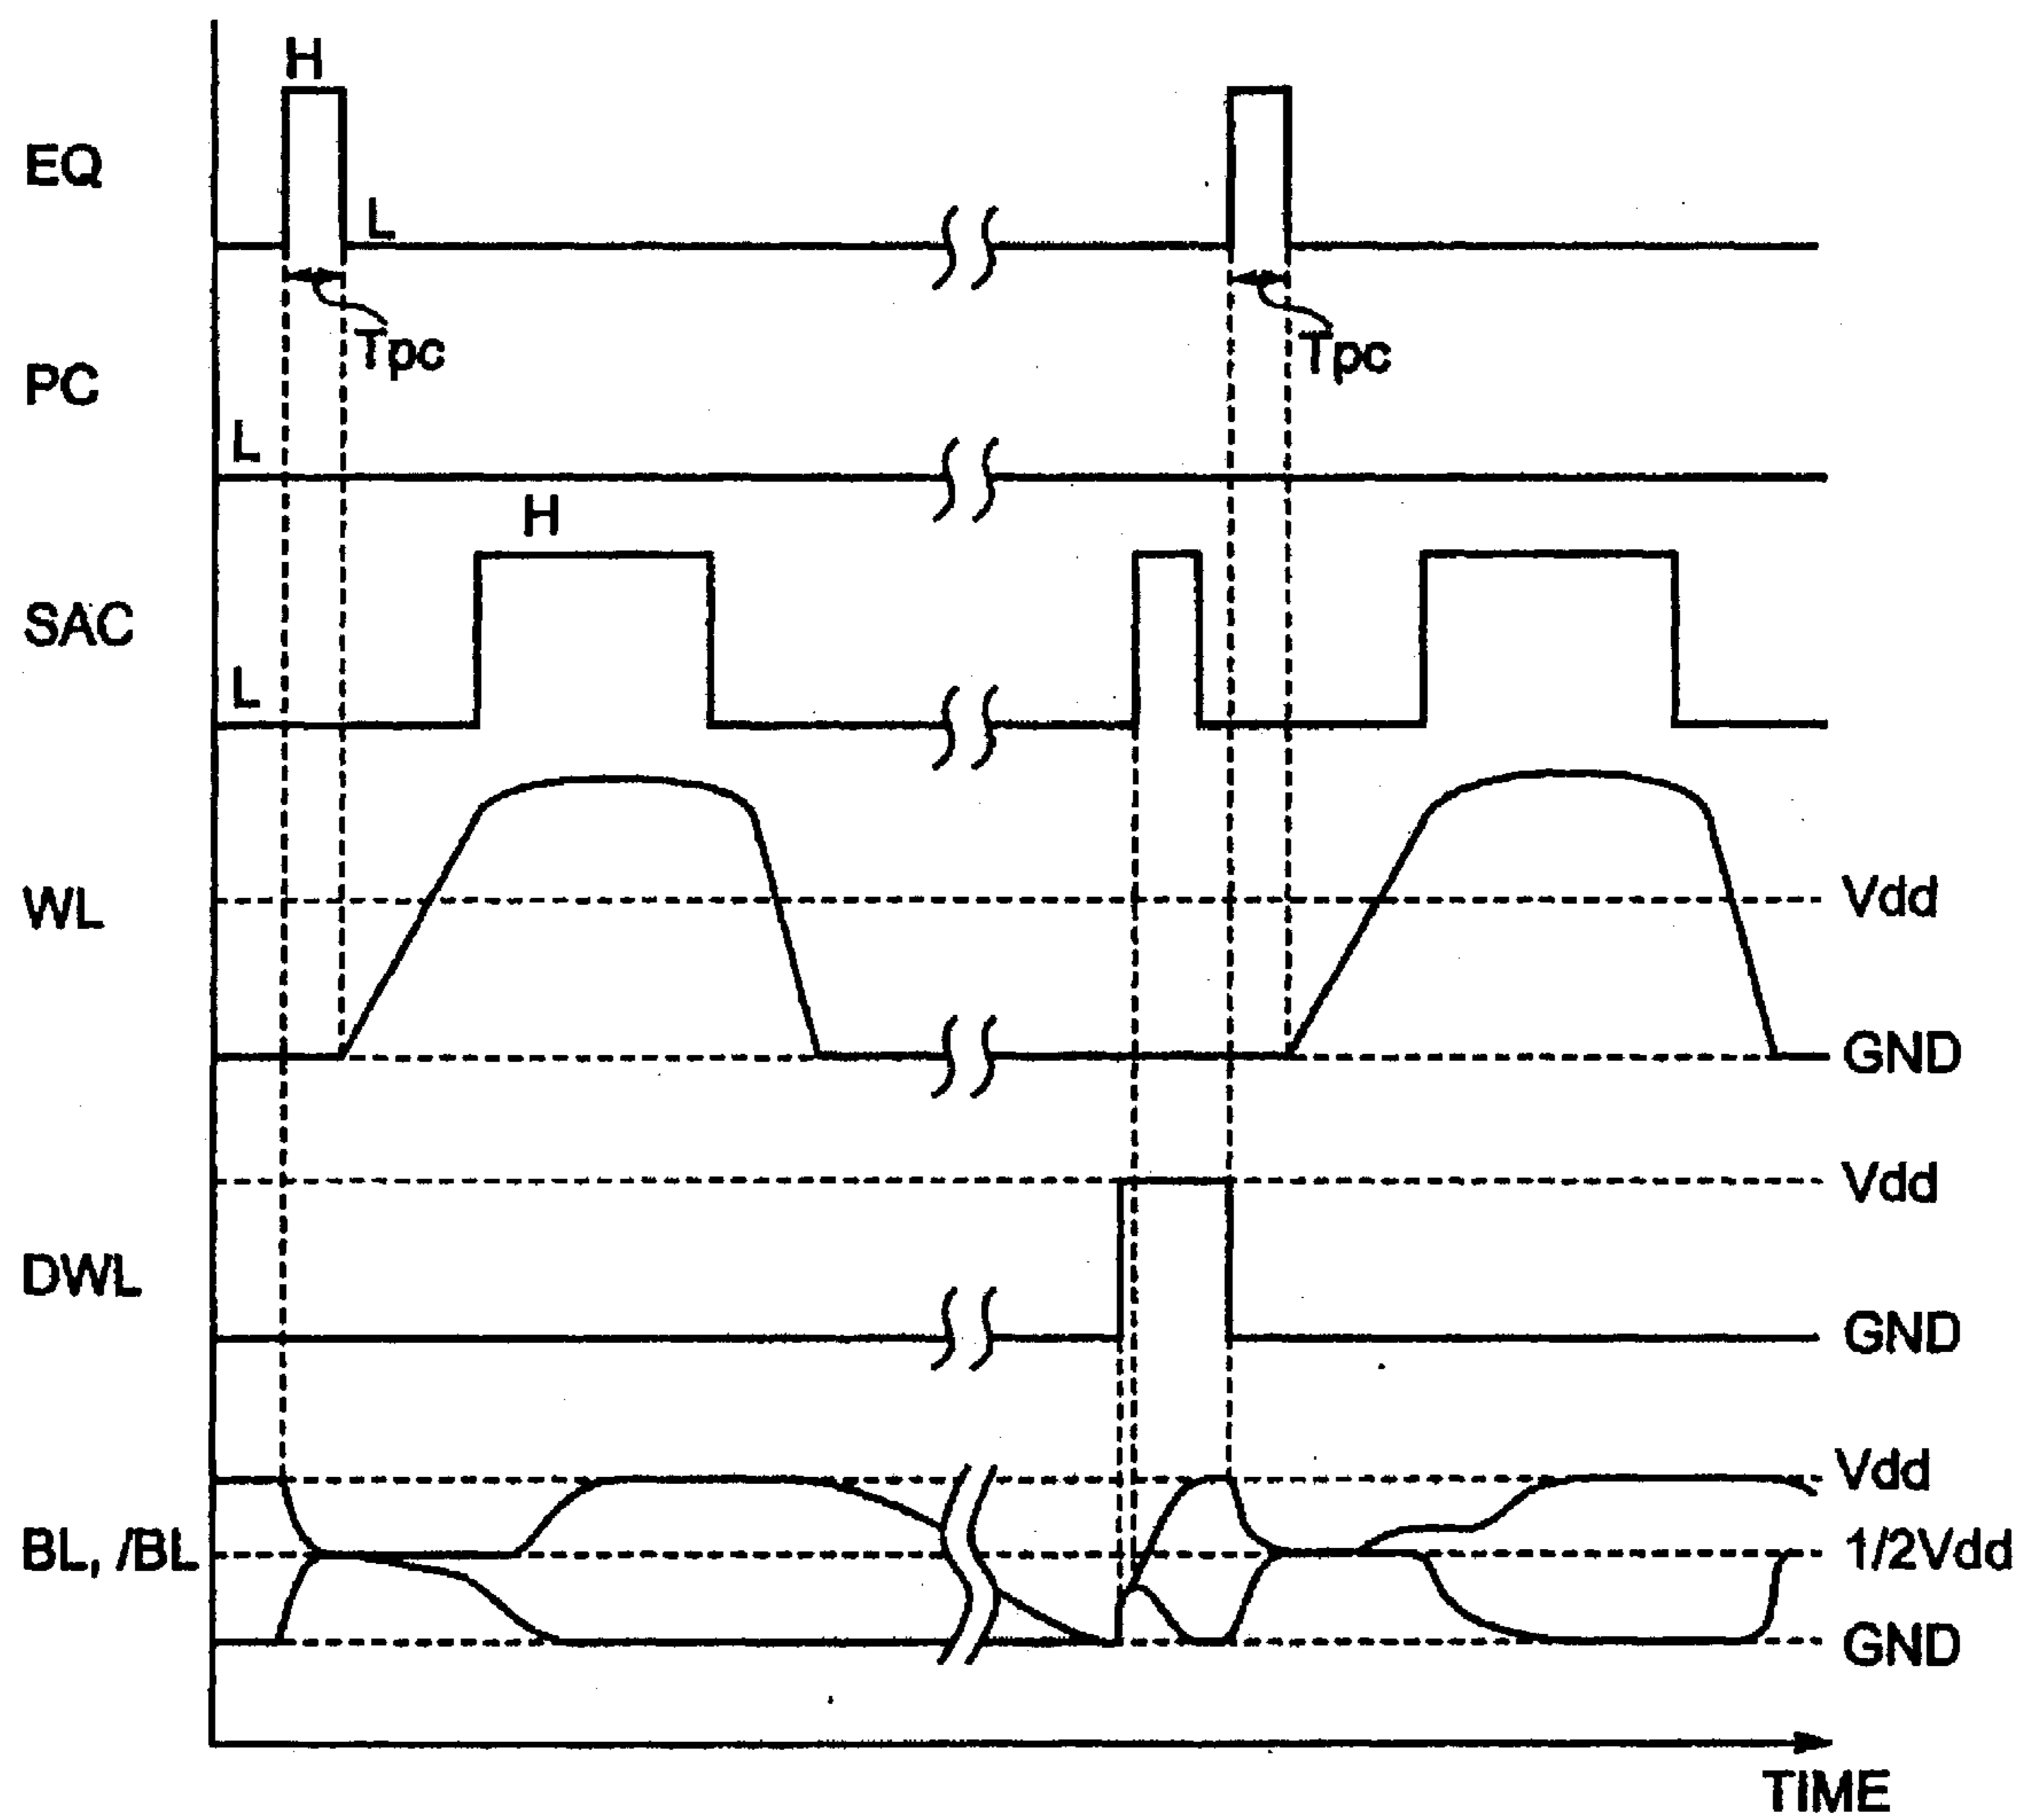 H
EQ
L
Tpc
Tpc
PC
L
H
SAC
L
WL
Vdd
GND
Vdd
DWL
GND
Vdd
BL, /BL
1/2Vdd
GND
TIME